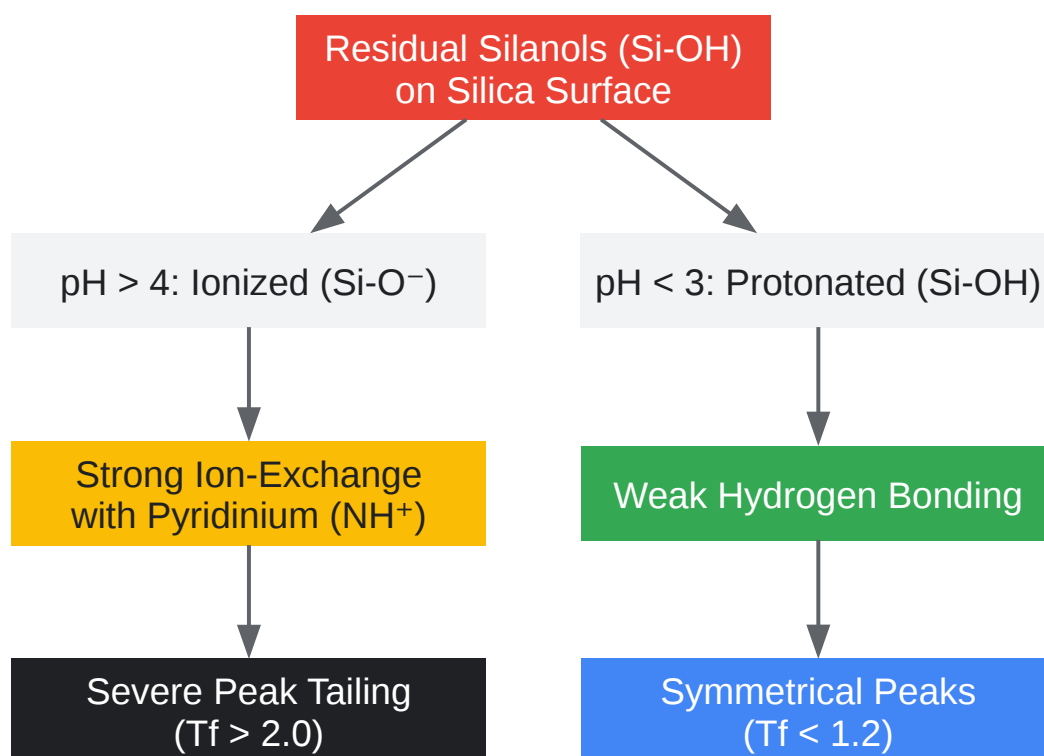 Residual Silanols (Si-OH)
on Silica Surface
pH > 4: Ionized (Si-O⁻)
pH < 3: Protonated (Si-OH)
Strong Ion-Exchange
with Pyridinium (NH⁺)
Weak Hydrogen Bonding
Severe Peak Tailing
(Tf > 2.0)
Symmetrical Peaks
(Tf < 1.2)